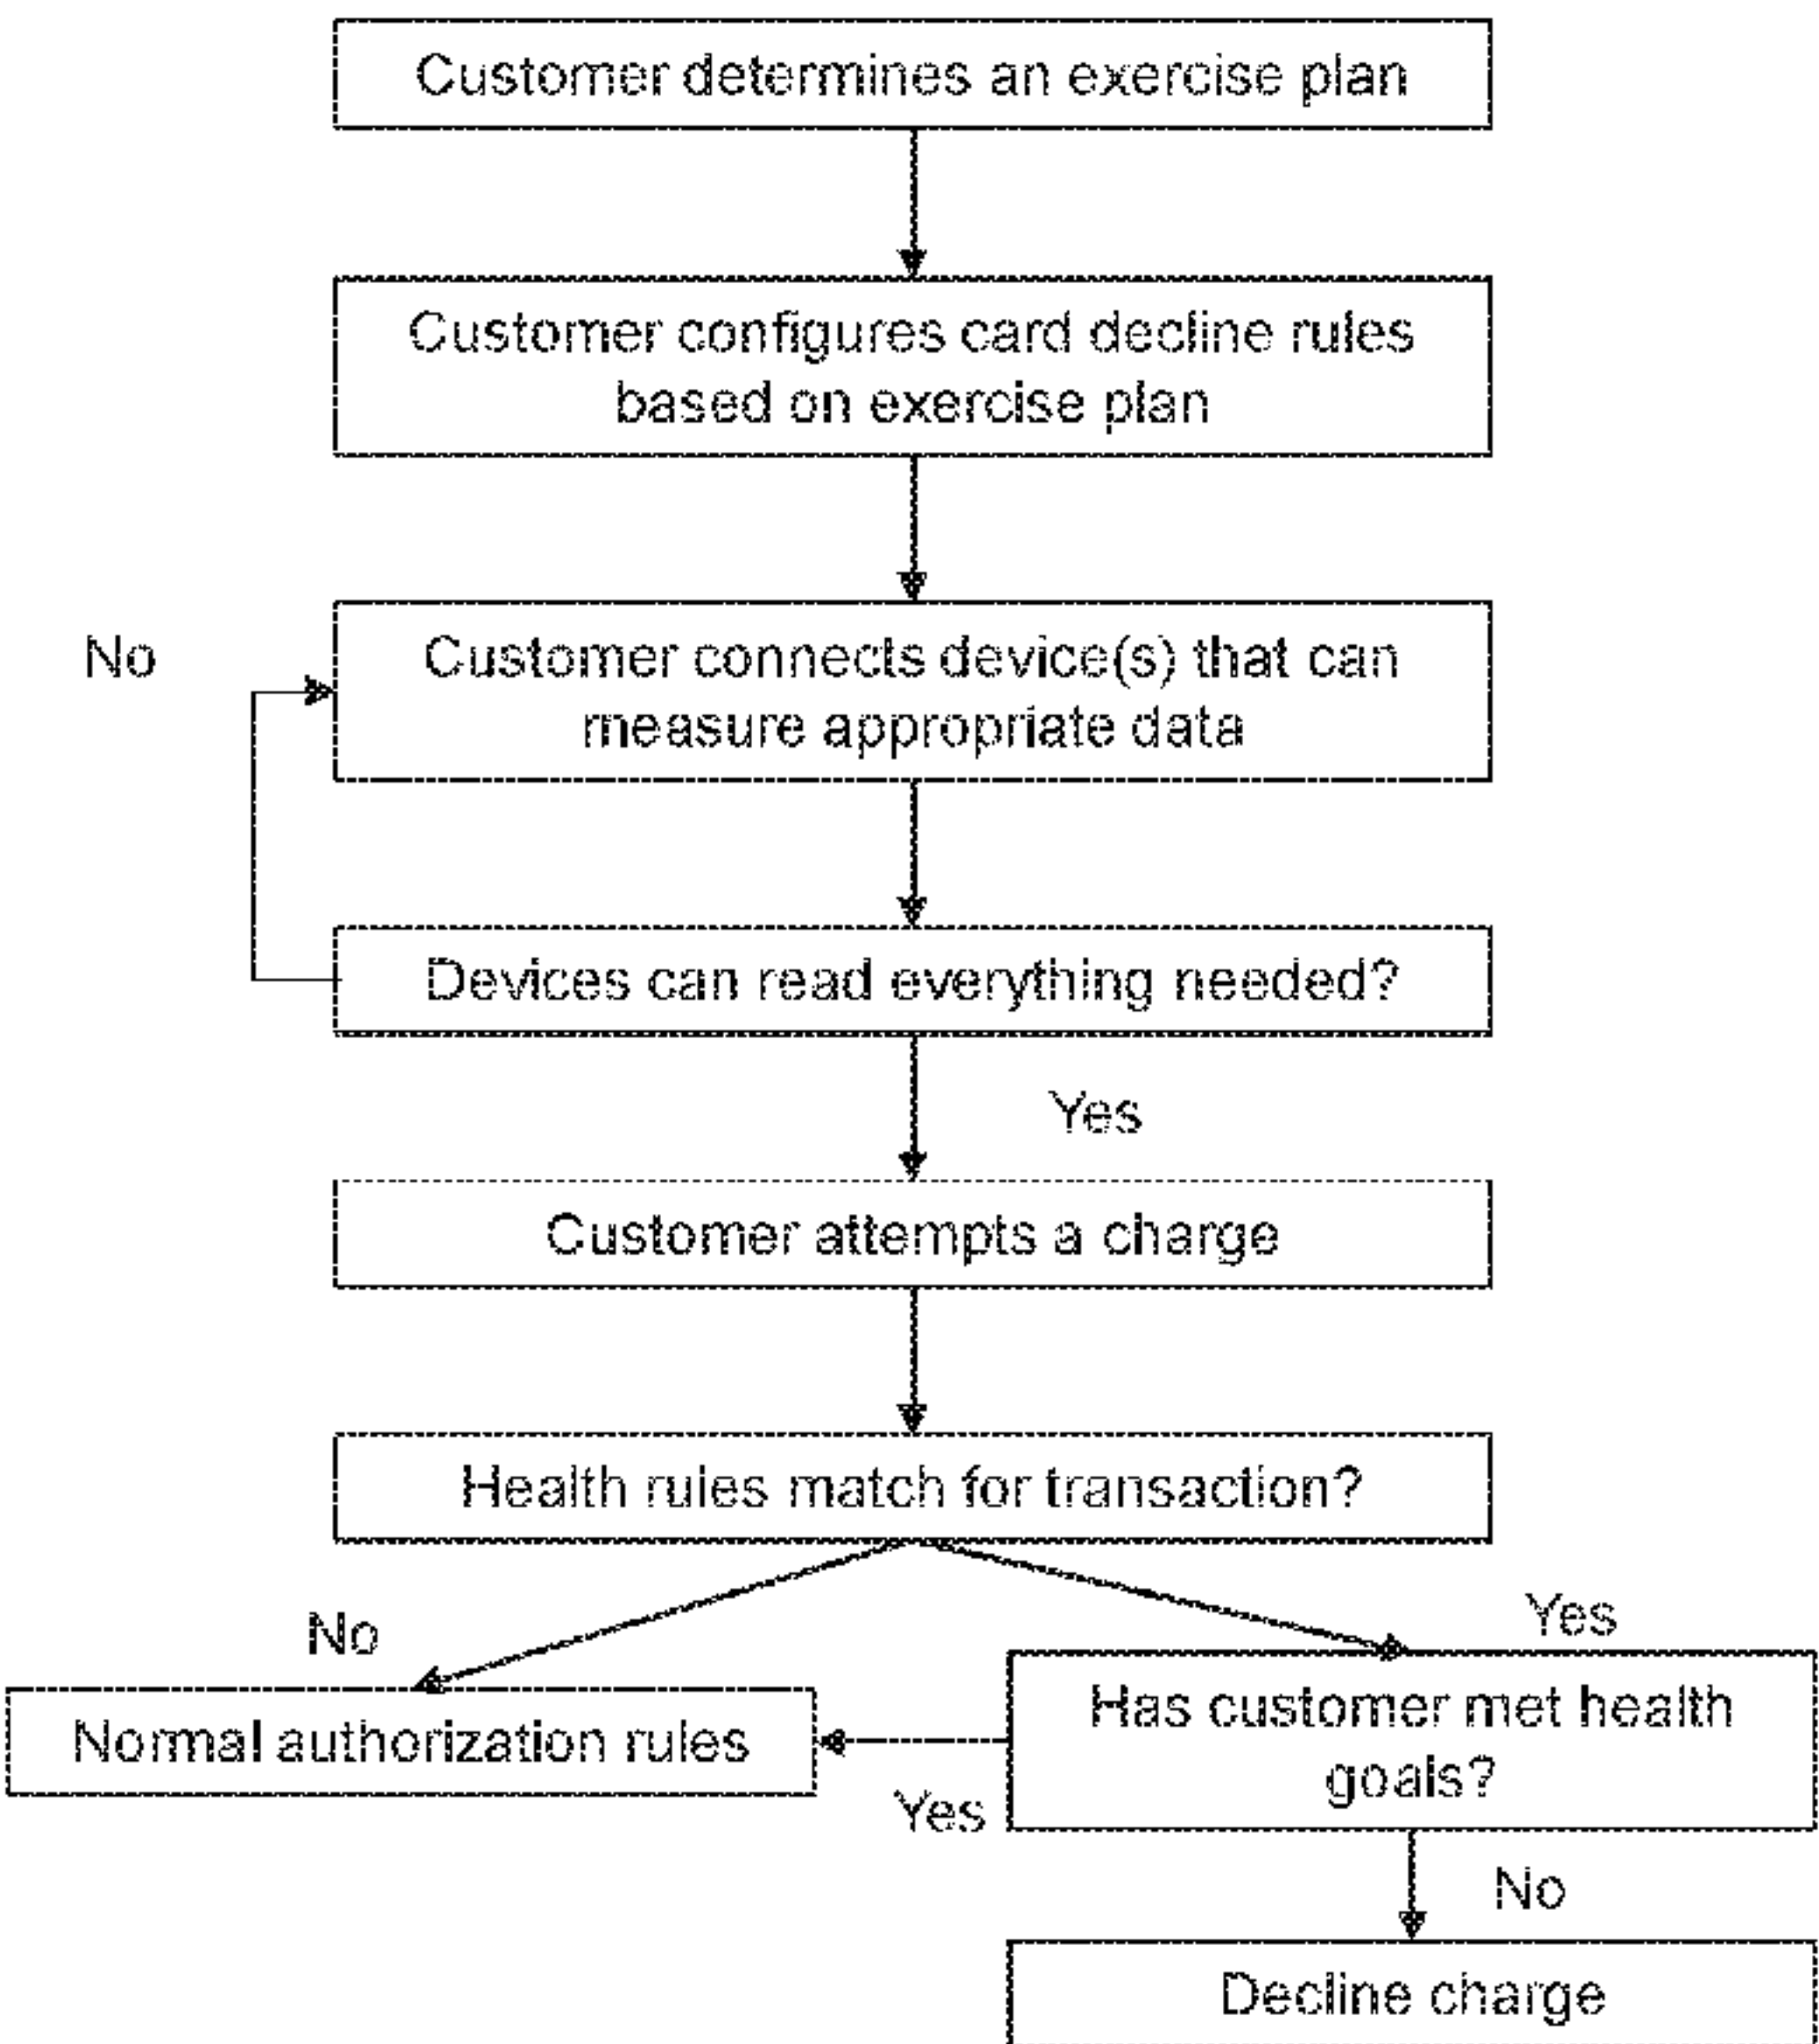 Customer determines an exercise plan
Customer configures card decline rules
based on exercise plan
No
Customer connects device(s) that can
measure appropriate data
Devices can read everything needed?
Yes
Customer attempts a charge
Health rules match for transaction?
No
Yes
Normal authorization rules
Has customer met health
goals?
Yes
No
Decline charge